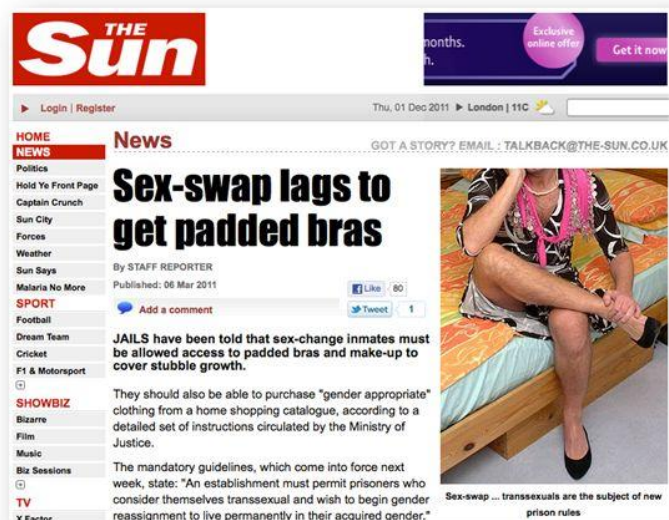 THE
Sun
months.
h.
Exclusive
online offer
Get it now
Login | Register
Thu, 01 Dec 2011 ▶ London | 11C
HOME
NEWS
Politics
Hold Ye Front Page
Captain Crunch
Sun City
Forces
Weather
Sun Says
Malaria No More
SPORT
Football
Dream Team
Cricket
F1 & Motorsport
SHOWBIZ
Bizarre
Film
Music
Biz Sessions
TV
X Factor
News
GOT A STORY? EMAIL : TALKBACK@THE-SUN.CO.UK
Sex-swap lags to
get padded bras
By STAFF REPORTER
Published: 06 Mar 2011
Like 80
Add a comment
Tweet 1
JAILS have been told that sex-change inmates must
be allowed access to padded bras and make-up to
cover stubble growth.
They should also be able to purchase "gender appropriate"
clothing from a home shopping catalogue, according to a
detailed set of instructions circulated by the Ministry of
Justice.
The mandatory guidelines, which come into force next
week, state: "An establishment must permit prisoners who
consider themselves transsexual and wish to begin gender
reassignment to live permanently in their acquired gender."
Sex-swap ... transsexuals are the subject of new
prison rules